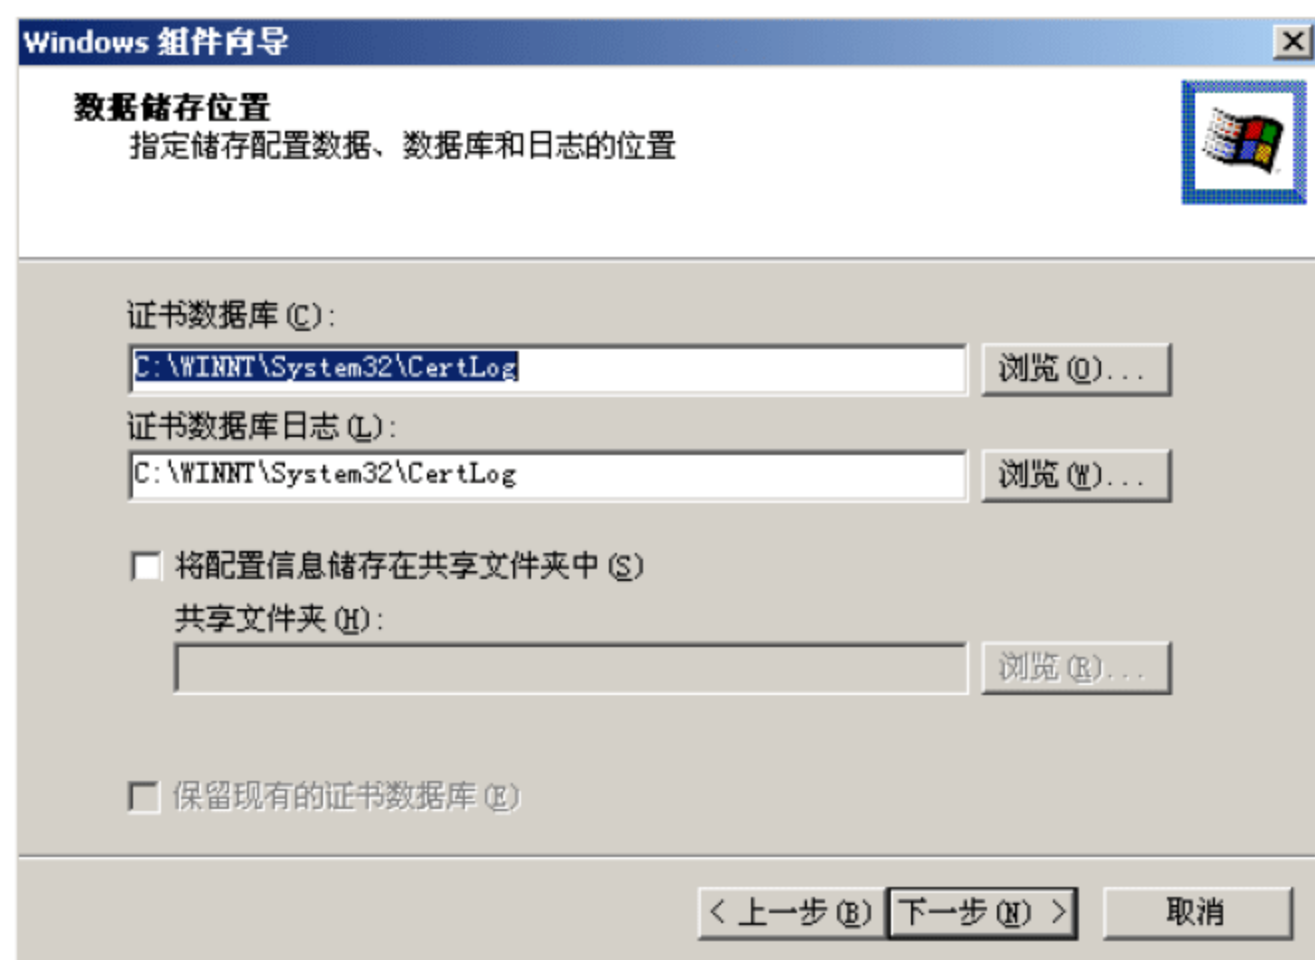 Windows 组件向导
数据储存位置
指定储存配置数据、数据库和日志的位置
证书数据库(C):
C:\WINNT\System32\CertLog
浏览(O)...
证书数据库日志(L):
C:\WINNT\System32\CertLog
浏览(W)...
将配置信息储存在共享文件夹中(S)
共享文件夹(H):
浏览(R)...
保留现有的证书数据库(E)
< 上一步(B) 下一步(N) > 取消